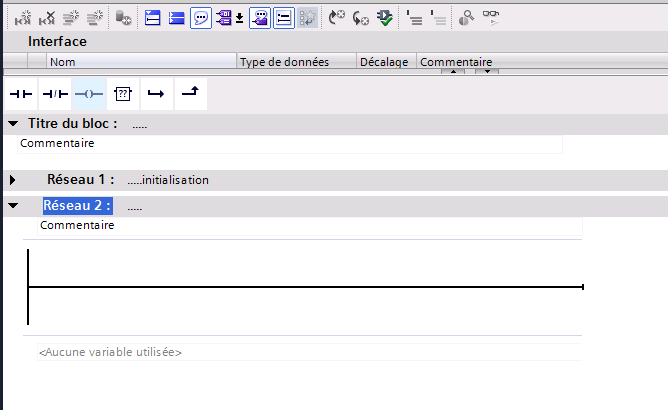 Interface
Nom Type de données Décalage Commentaire
??
Titre du bloc : .....
Commentaire
Réseau 1 : .....initialisation
Réseau 2 : .....
Commentaire
<Aucune variable utilisée>